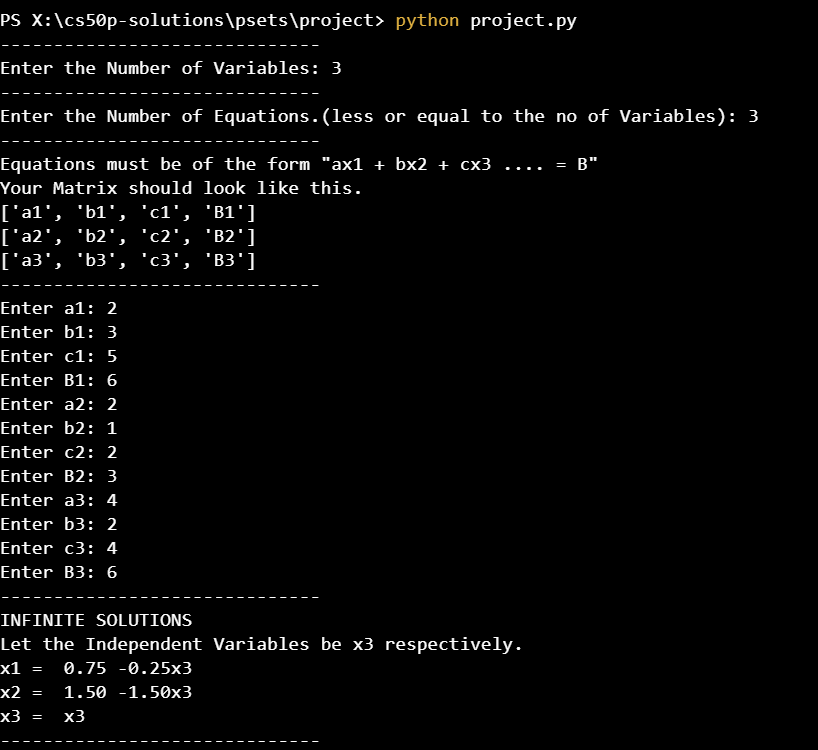 PS X:\cs50p-solutions\psets\project> python project.py
------------------------------
Enter the Number of Variables: 3
------------------------------
Enter the Number of Equations.(less or equal to the no of Variables): 3
------------------------------
Equations must be of the form "ax1 + bx2 + cx3 .... = B"
Your Matrix should look like this.
['a1', 'b1', 'c1', 'B1']
['a2', 'b2', 'c2', 'B2']
['a3', 'b3', 'c3', 'B3']
------------------------------
Enter a1: 2
Enter b1: 3
Enter c1: 5
Enter B1: 6
Enter a2: 2
Enter b2: 1
Enter c2: 2
Enter B2: 3
Enter a3: 4
Enter b3: 2
Enter c3: 4
Enter B3: 6
------------------------------
INFINITE SOLUTIONS
Let the Independent Variables be x3 respectively.
x1 =  0.75 -0.25x3
x2 =  1.50 -1.50x3
x3 =  x3
------------------------------